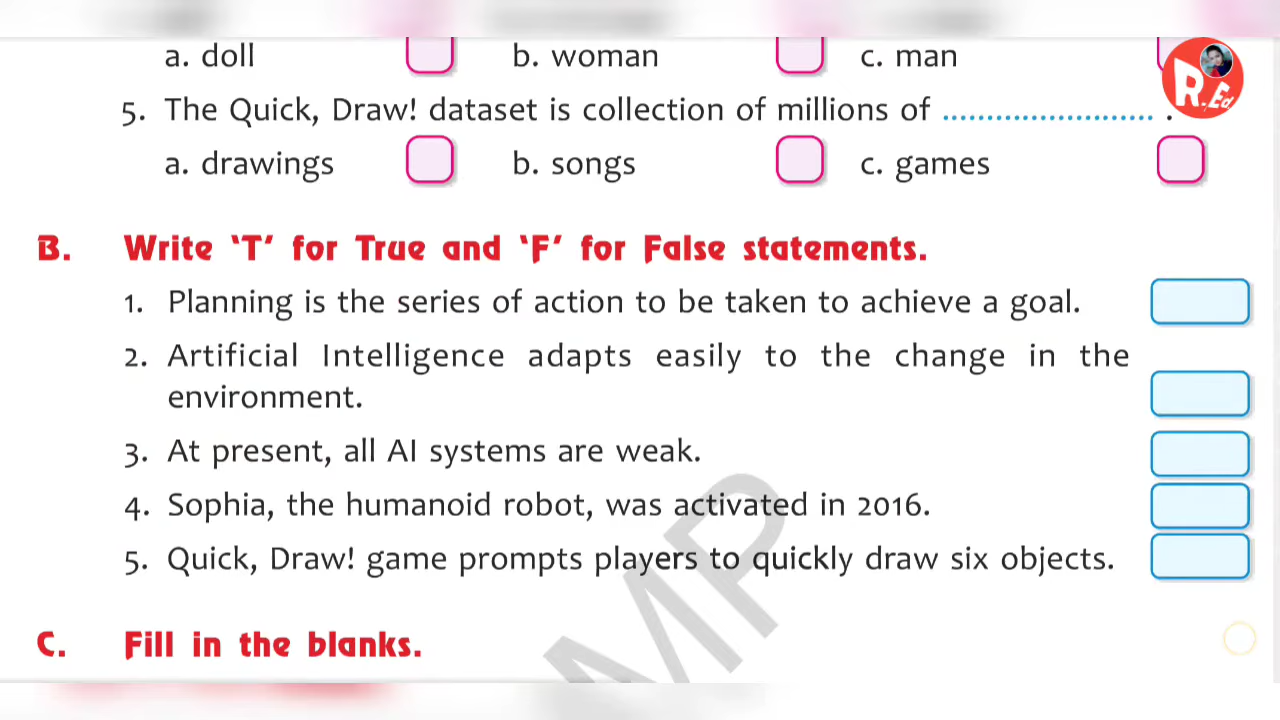 a. doll b. woman c. man
5. The Quick, Draw! dataset is collection of millions of ........................ .
a. drawings b. songs c. games
B. Write ‘T’ for True and ‘F’ for False statements.
1. Planning is the series of action to be taken to achieve a goal.
2. Artificial Intelligence adapts easily to the change in the
environment.
3. At present, all AI systems are weak.
4. Sophia, the humanoid robot, was activated in 2016.
5. Quick, Draw! game prompts players to quickly draw six objects.
C. Fill in the blanks.
R.Ed
MP